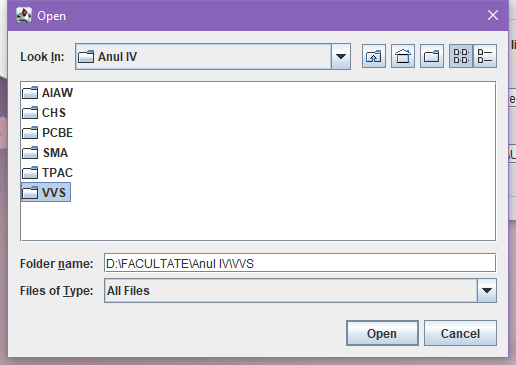 Open
Look In: Anul IV
AIAW
CHS
PCBE
SMA
TPAC
VVS
Folder name: D:\FACULTATE\Anul IV\VVS
Files of Type: All Files
Open Cancel